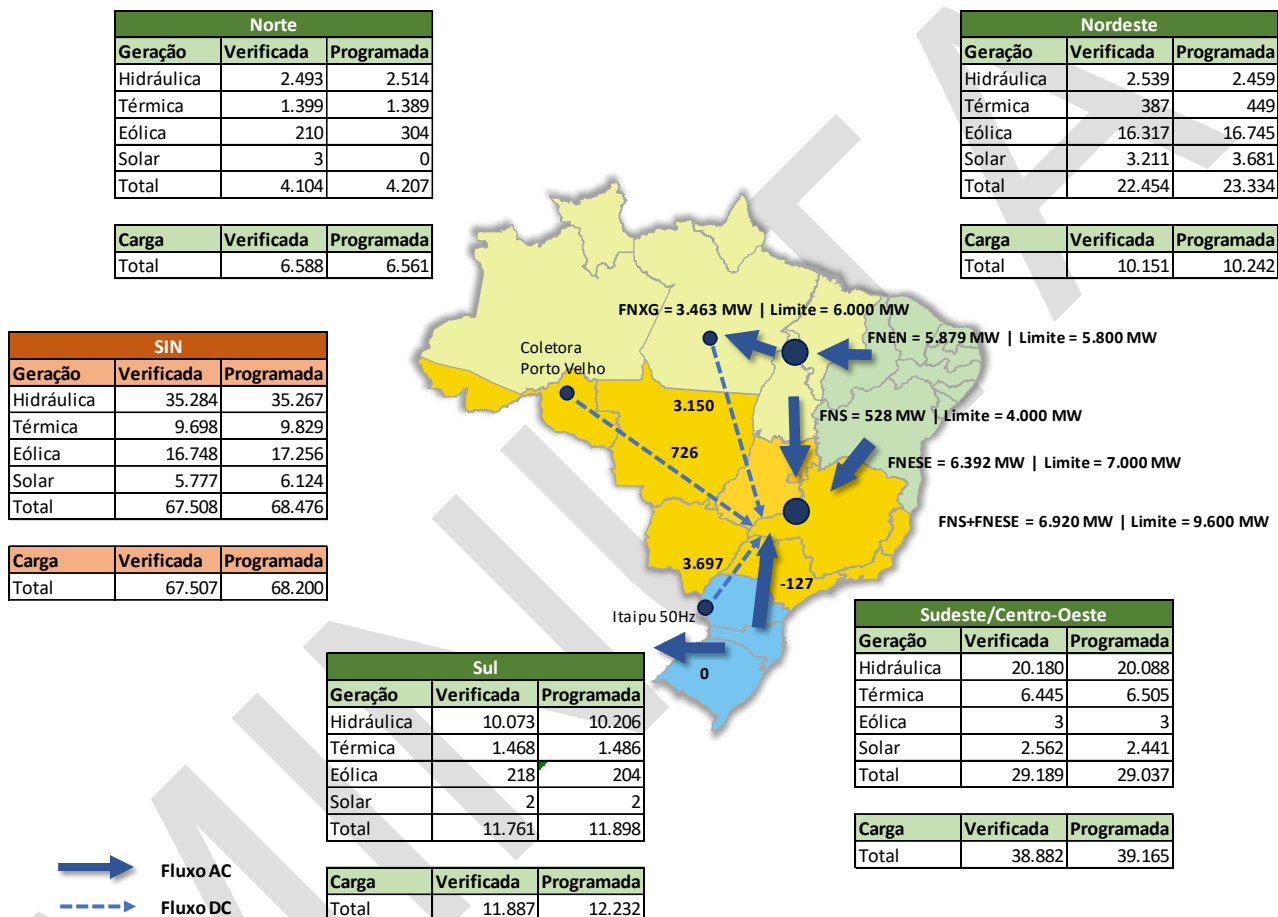 Norte
Geração Verificada Programada
Hidráulica 2.493 2.514
Térmica 1.399 1.389
Eólica 210 304
Solar 3 0
Total 4.104 4.207
Carga Verificada Programada
Total 6.588 6.561
Nordeste
Geração Verificada Programada
Hidráulica 2.539 2.459
Térmica 387 449
Eólica 16.317 16.745
Solar 3.211 3.681
Total 22.454 23.334
Carga Verificada Programada
Total 10.151 10.242
SIN
Geração Verificada Programada
Hidráulica 35.284 35.267
Térmica 9.698 9.829
Eólica 16.748 17.256
Solar 5.777 6.124
Total 67.508 68.476
Carga Verificada Programada
Total 67.507 68.200
FNXG = 3.463 MW | Limite = 6.000 MW
FNEN = 5.879 MW | Limite = 5.800 MW
Coletora
Porto Velho
3.150
FNS = 528 MW | Limite = 4.000 MW
726
FNESE = 6.392 MW | Limite = 7.000 MW
FNS+FNESE = 6.920 MW | Limite = 9.600 MW
3.697
-127
Itaipu 50Hz
0
Sudeste/Centro-Oeste
Geração Verificada Programada
Hidráulica 20.180 20.088
Térmica 6.445 6.505
Eólica 3 3
Solar 2.562 2.441
Total 29.189 29.037
Carga Verificada Programada
Total 38.882 39.165
Sul
Geração Verificada Programada
Hidráulica 10.073 10.206
Térmica 1.468 1.486
Eólica 218 204
Solar 2 2
Total 11.761 11.898
Carga Verificada Programada
Total 11.887 12.232
Fluxo AC
Fluxo DC
MINUTA